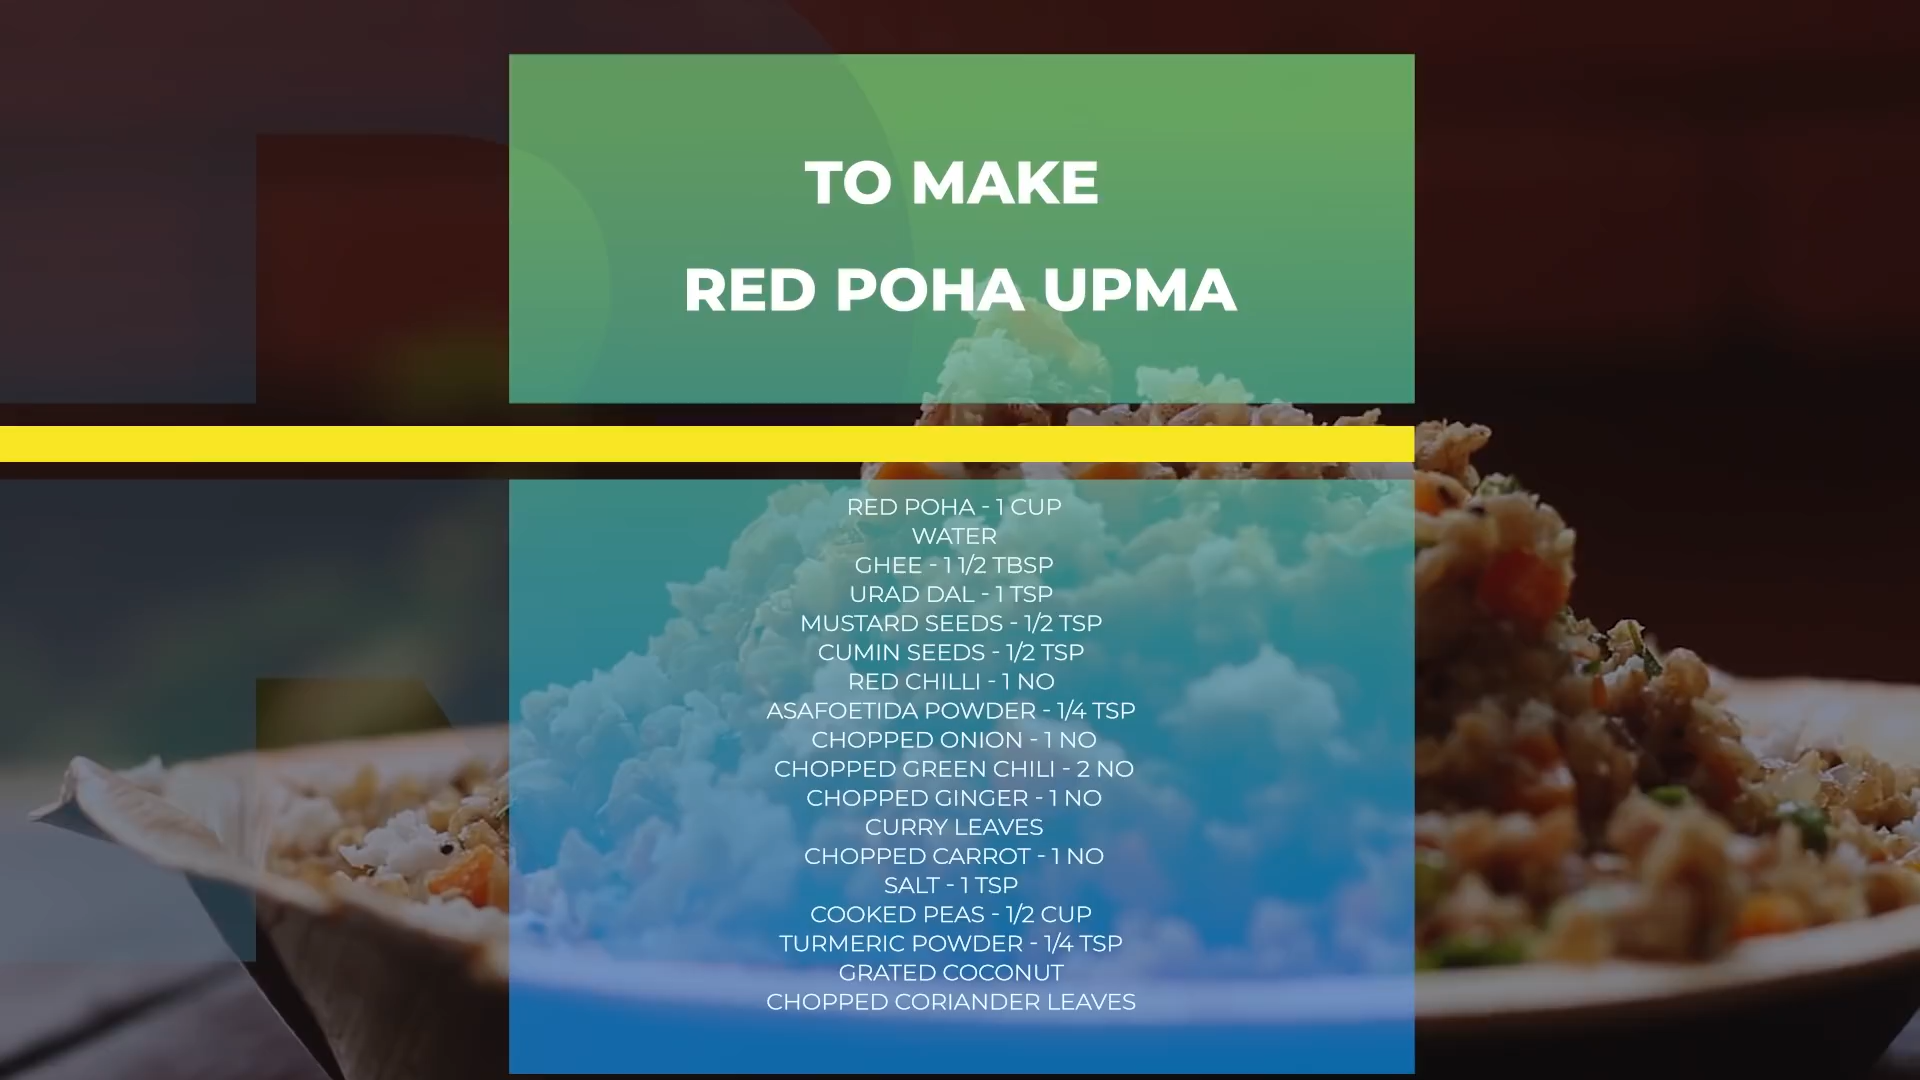 TO MAKE
RED POHA UPMA
RED POHA - 1 CUP
WATER
GHEE - 1 1/2 TBSP
URAD DAL - 1 TSP
MUSTARD SEEDS - 1/2 TSP
CUMIN SEEDS - 1/2 TSP
RED CHILLI - 1 NO
ASAFOETIDA POWDER - 1/4 TSP
CHOPPED ONION - 1 NO
CHOPPED GREEN CHILI - 2 NO
CHOPPED GINGER - 1 NO
CURRY LEAVES
CHOPPED CARROT - 1 NO
SALT - 1 TSP
COOKED PEAS - 1/2 CUP
TURMERIC POWDER - 1/4 TSP
GRATED COCONUT
CHOPPED CORIANDER LEAVES